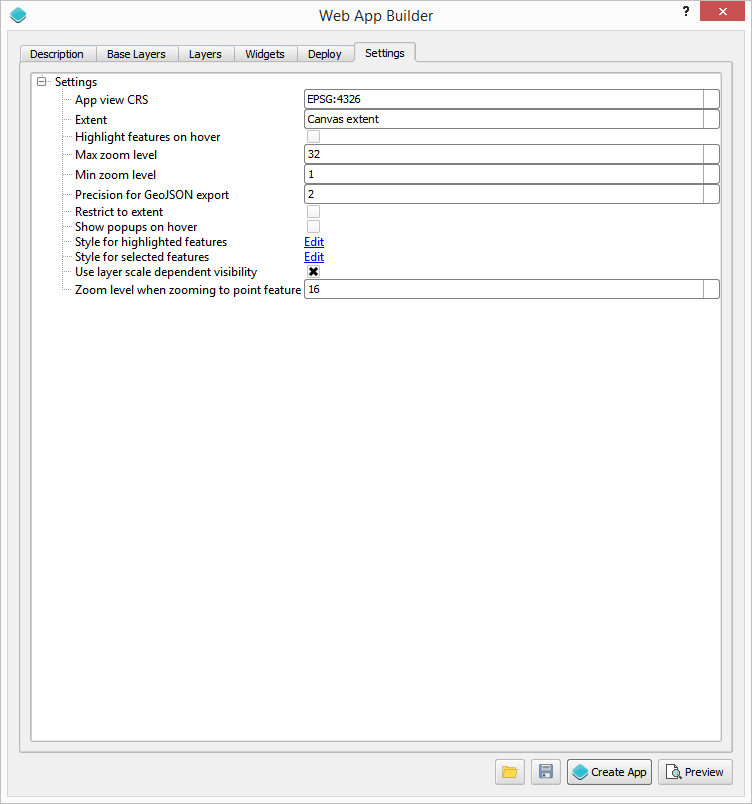 Web App Builder
?
Description Base Layers Layers Widgets Deploy Settings
Settings
App view CRS EPSG:4326
Extent Canvas extent
Highlight features on hover
Max zoom level 32
Min zoom level 1
Precision for GeoJSON export 2
Restrict to extent
Show popups on hover
Style for highlighted features Edit
Style for selected features Edit
Use layer scale dependent visibility
Zoom level when zooming to point feature 16
Create App Preview